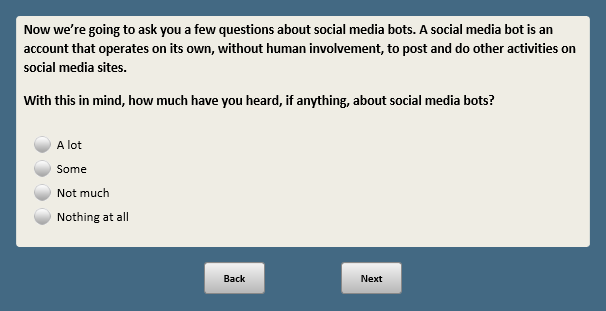 Now we're going to ask you a few questions about social media bots. A social media bot is an
account that operates on its own, without human involvement, to post and do other activities on
social media sites.
With this in mind, how much have you heard, if anything, about social media bots?
A lot
Some
Not much
Nothing at all
Back
Next